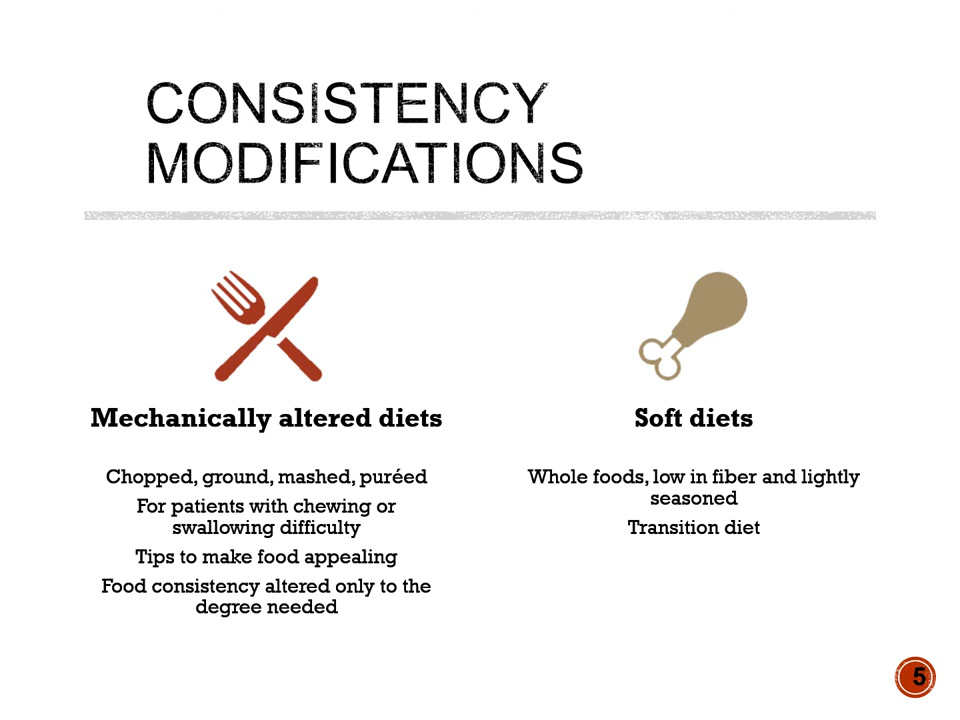 CONSISTENCY
MODIFICATIONS
Mechanically altered diets
Chopped, ground, mashed, puréed
For patients with chewing or
swallowing difficulty
Tips to make food appealing
Food consistency altered only to the
degree needed
Soft diets
Whole foods, low in fiber and lightly
seasoned
Transition diet
5